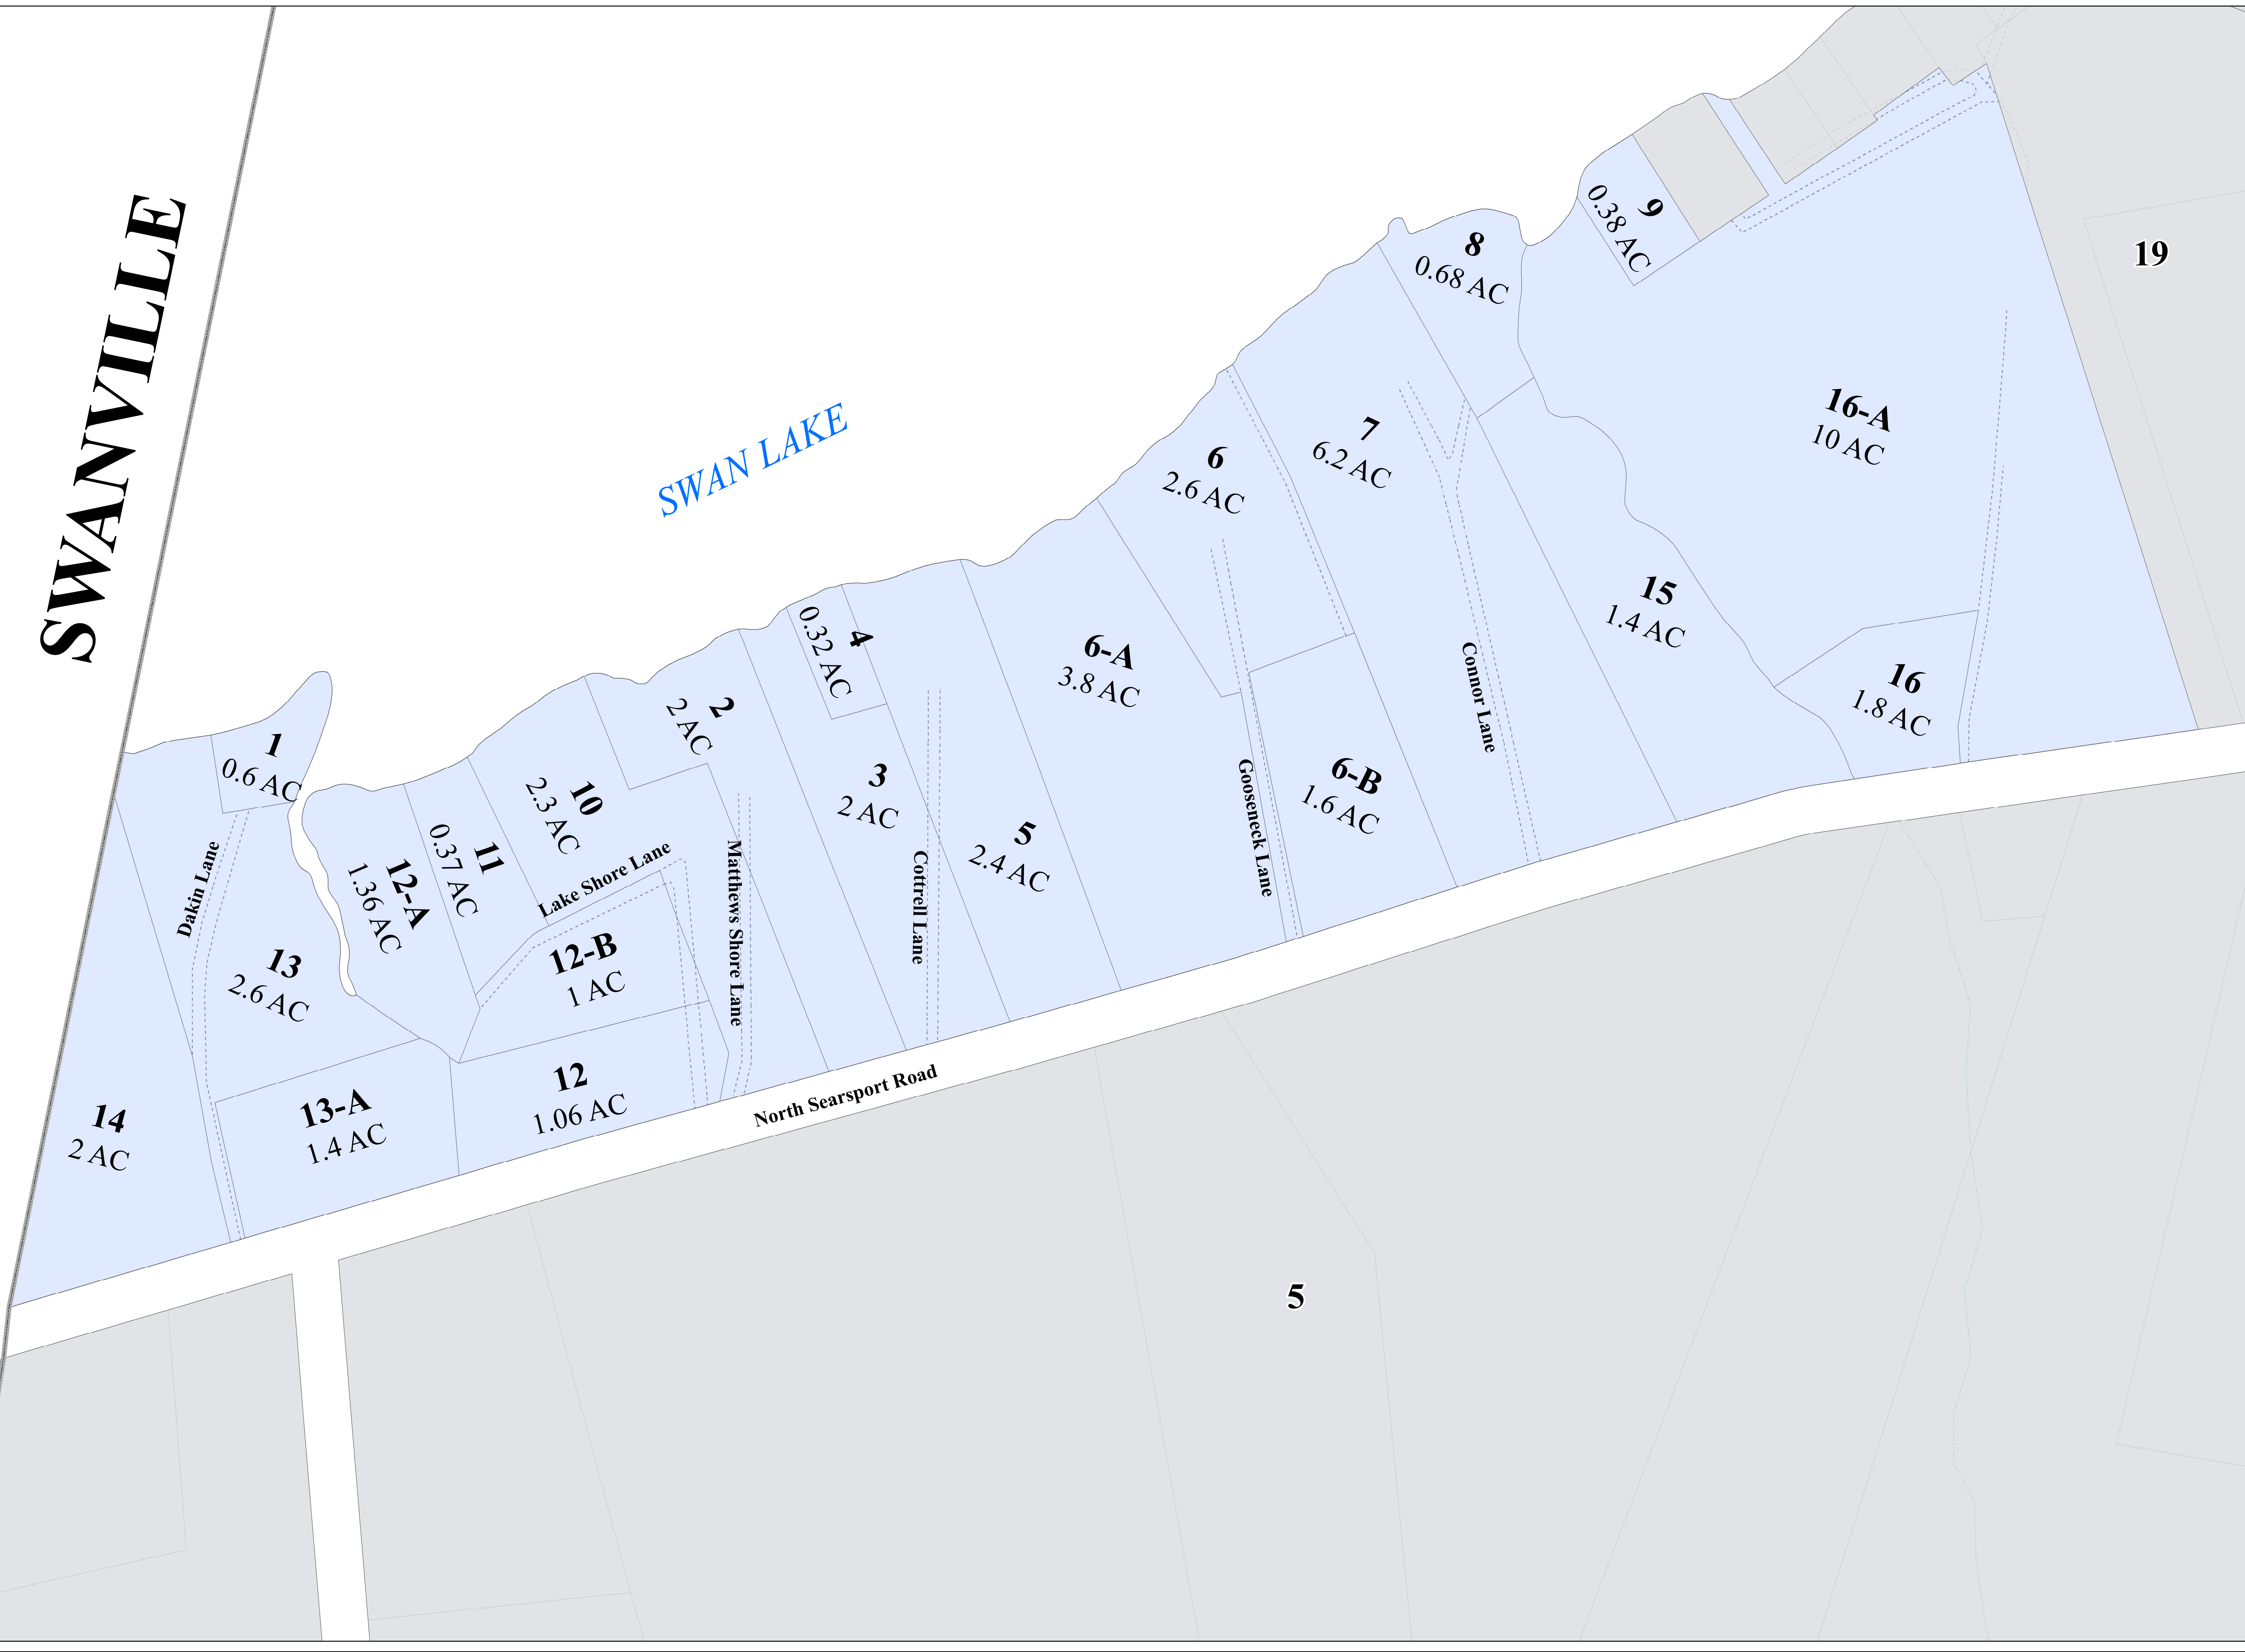 SWANVILLE
SWAN LAKE
19
9
0.38 AC
8
0.68 AC
16-A
10 AC
7
6.2 AC
6
2.6 AC
15
1.4 AC
4
0.32 AC
6-A
3.8 AC
16
1.8 AC
Connor Lane
2
2 AC
1
0.6 AC
3
2 AC
6-B
1.6 AC
Gooseneck Lane
10
2.3 AC
5
2.4 AC
11
0.37 AC
12-A
1.36 AC
Lake Shore Lane
Matthews Shore Lane
Cottrell Lane
Dakin Lane
13
2.6 AC
12-B
1 AC
12
1.06 AC
North Searsport Road
13-A
1.4 AC
14
2 AC
5